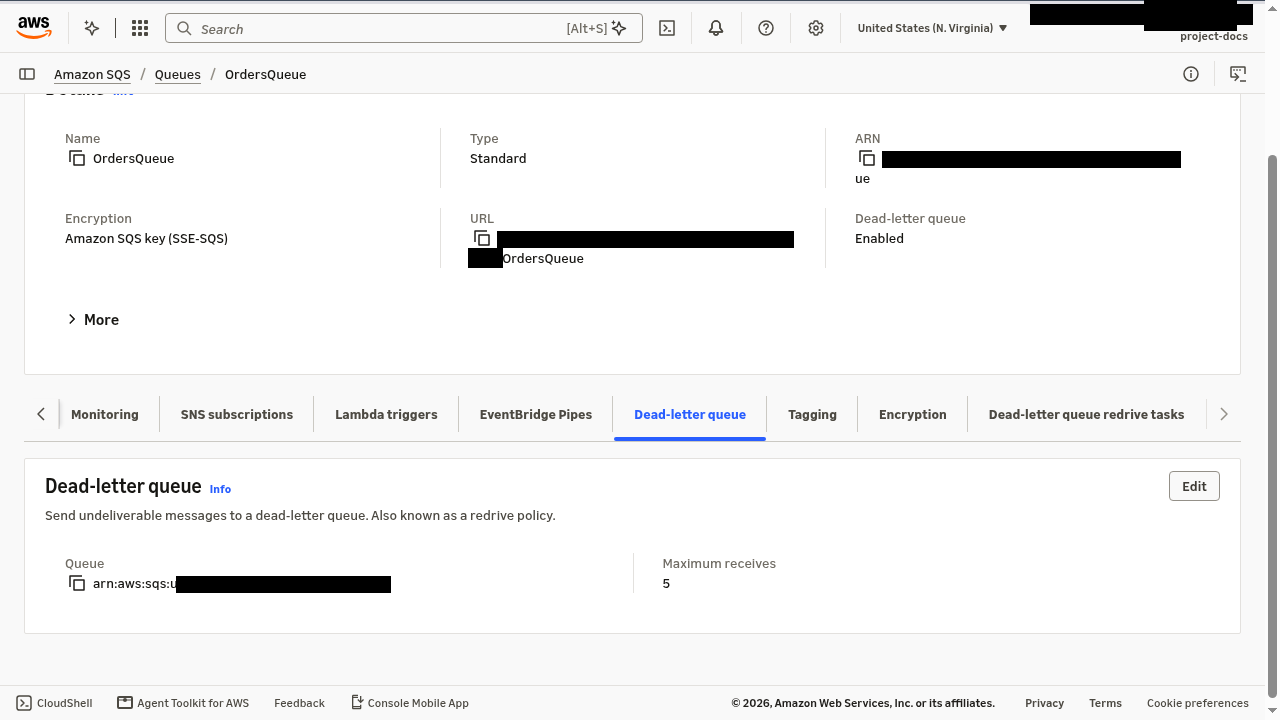 aws
Search
[Alt+S]
United States (N. Virginia)
project-docs
Amazon SQS / Queues / OrdersQueue
Details Info
Name
OrdersQueue
Type
Standard
ARN
ue
Encryption
Amazon SQS key (SSE-SQS)
URL
OrdersQueue
Dead-letter queue
Enabled
More
Monitoring
SNS subscriptions
Lambda triggers
EventBridge Pipes
Dead-letter queue
Tagging
Encryption
Dead-letter queue redrive tasks
Dead-letter queue Info
Edit
Send undeliverable messages to a dead-letter queue. Also known as a redrive policy.
Queue
arn:aws:sqs:u
Maximum receives
5
CloudShell
Agent Toolkit for AWS
Feedback
Console Mobile App
© 2026, Amazon Web Services, Inc. or its affiliates.
Privacy
Terms
Cookie preferences